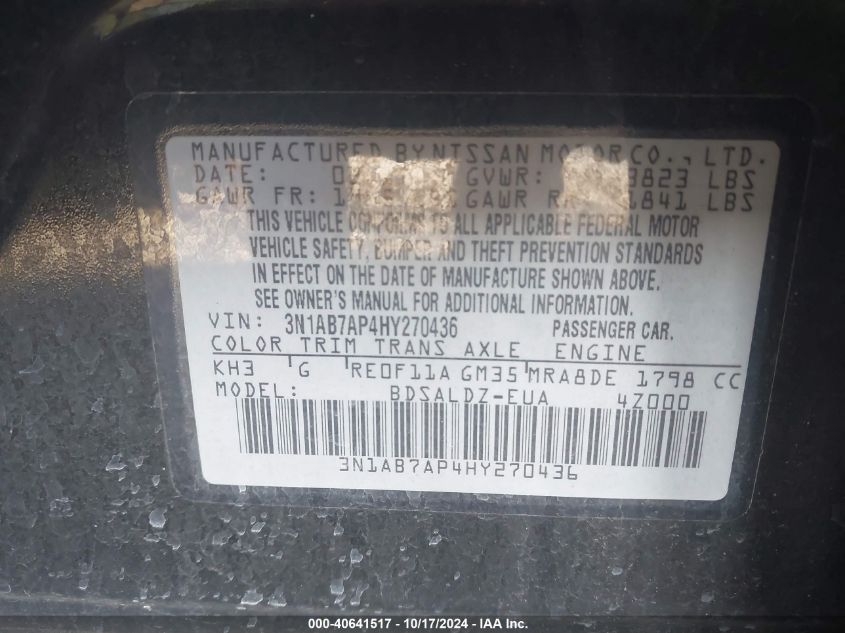 MANUFACTURED BY NISSAN MOTOR CO., LTD.
DATE: GVWR: 3823 LBS
GAWR FR: GAWR RR: 1841 LBS
THIS VEHICLE CONFORMS TO ALL APPLICABLE FEDERAL MOTOR
VEHICLE SAFETY, BUMPER AND THEFT PREVENTION STANDARDS
IN EFFECT ON THE DATE OF MANUFACTURE SHOWN ABOVE.
SEE OWNER'S MANUAL FOR ADDITIONAL INFORMATION.
VIN: 3N1AB7AP4HY270436 PASSENGER CAR.
COLOR TRIM TRANS AXLE ENGINE
KH3 G RE0F11A GM35 MRA8DE 1798 CC
MODEL: BDSALDZ-EUA 4Z000
3N1AB7AP4HY270436
000-40641517 - 10/17/2024 - IAA Inc.